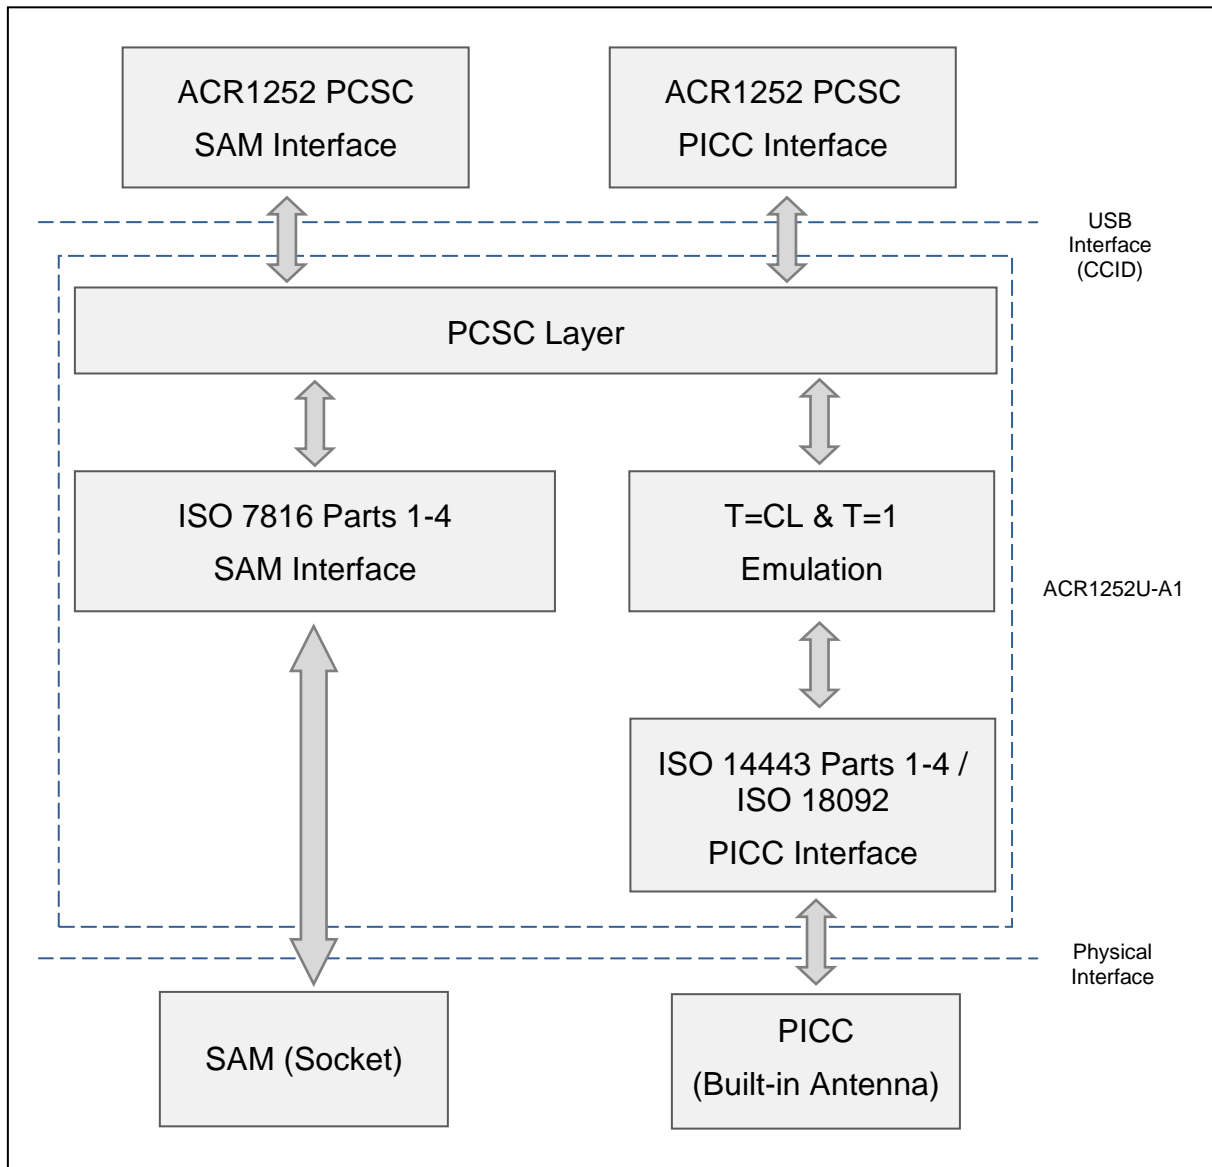 ACR1252 PCSC
SAM Interface
ACR1252 PCSC
PICC Interface
USB
Interface
(CCID)
PCSC Layer
ISO 7816 Parts 1-4
SAM Interface
T=CL & T=1
Emulation
ACR1252U-A1
ISO 14443 Parts 1-4 /
ISO 18092
PICC Interface
Physical
Interface
SAM (Socket)
PICC
(Built-in Antenna)